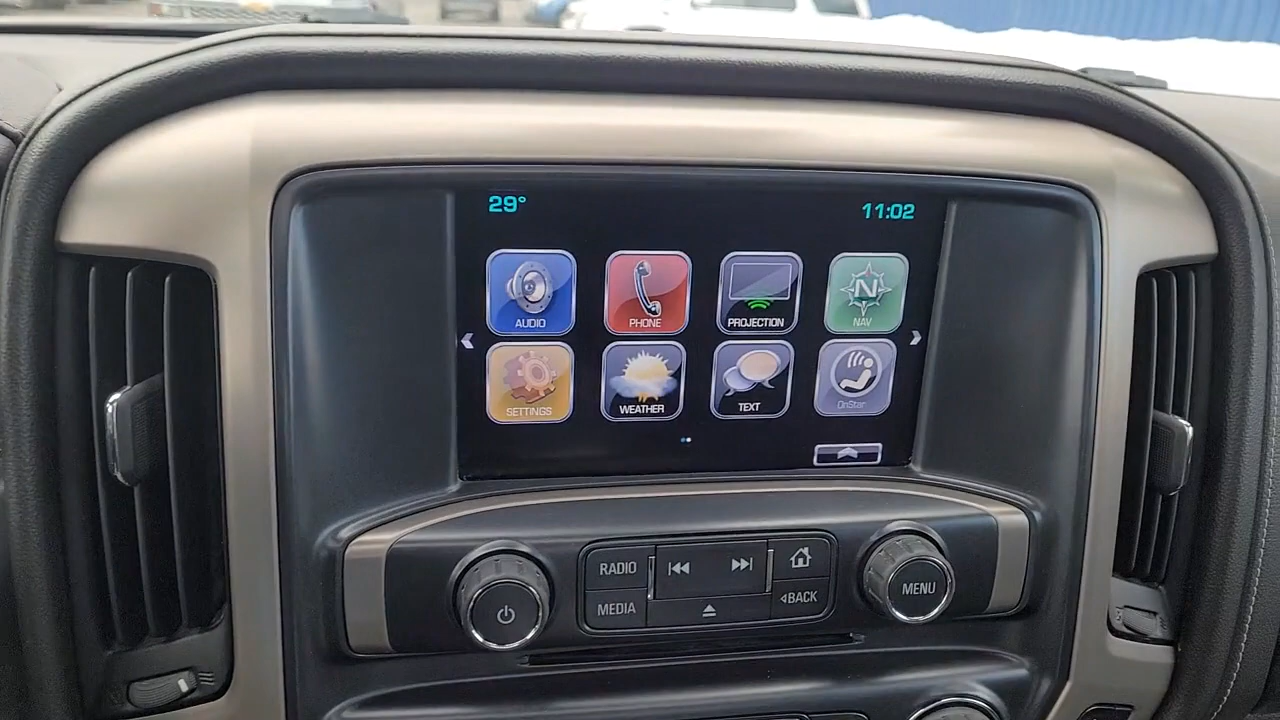 29° 11:02
AUDIO PHONE PROJECTION N NAV
SETTINGS WEATHER TEXT OnStar
RADIO
MEDIA
BACK
MENU